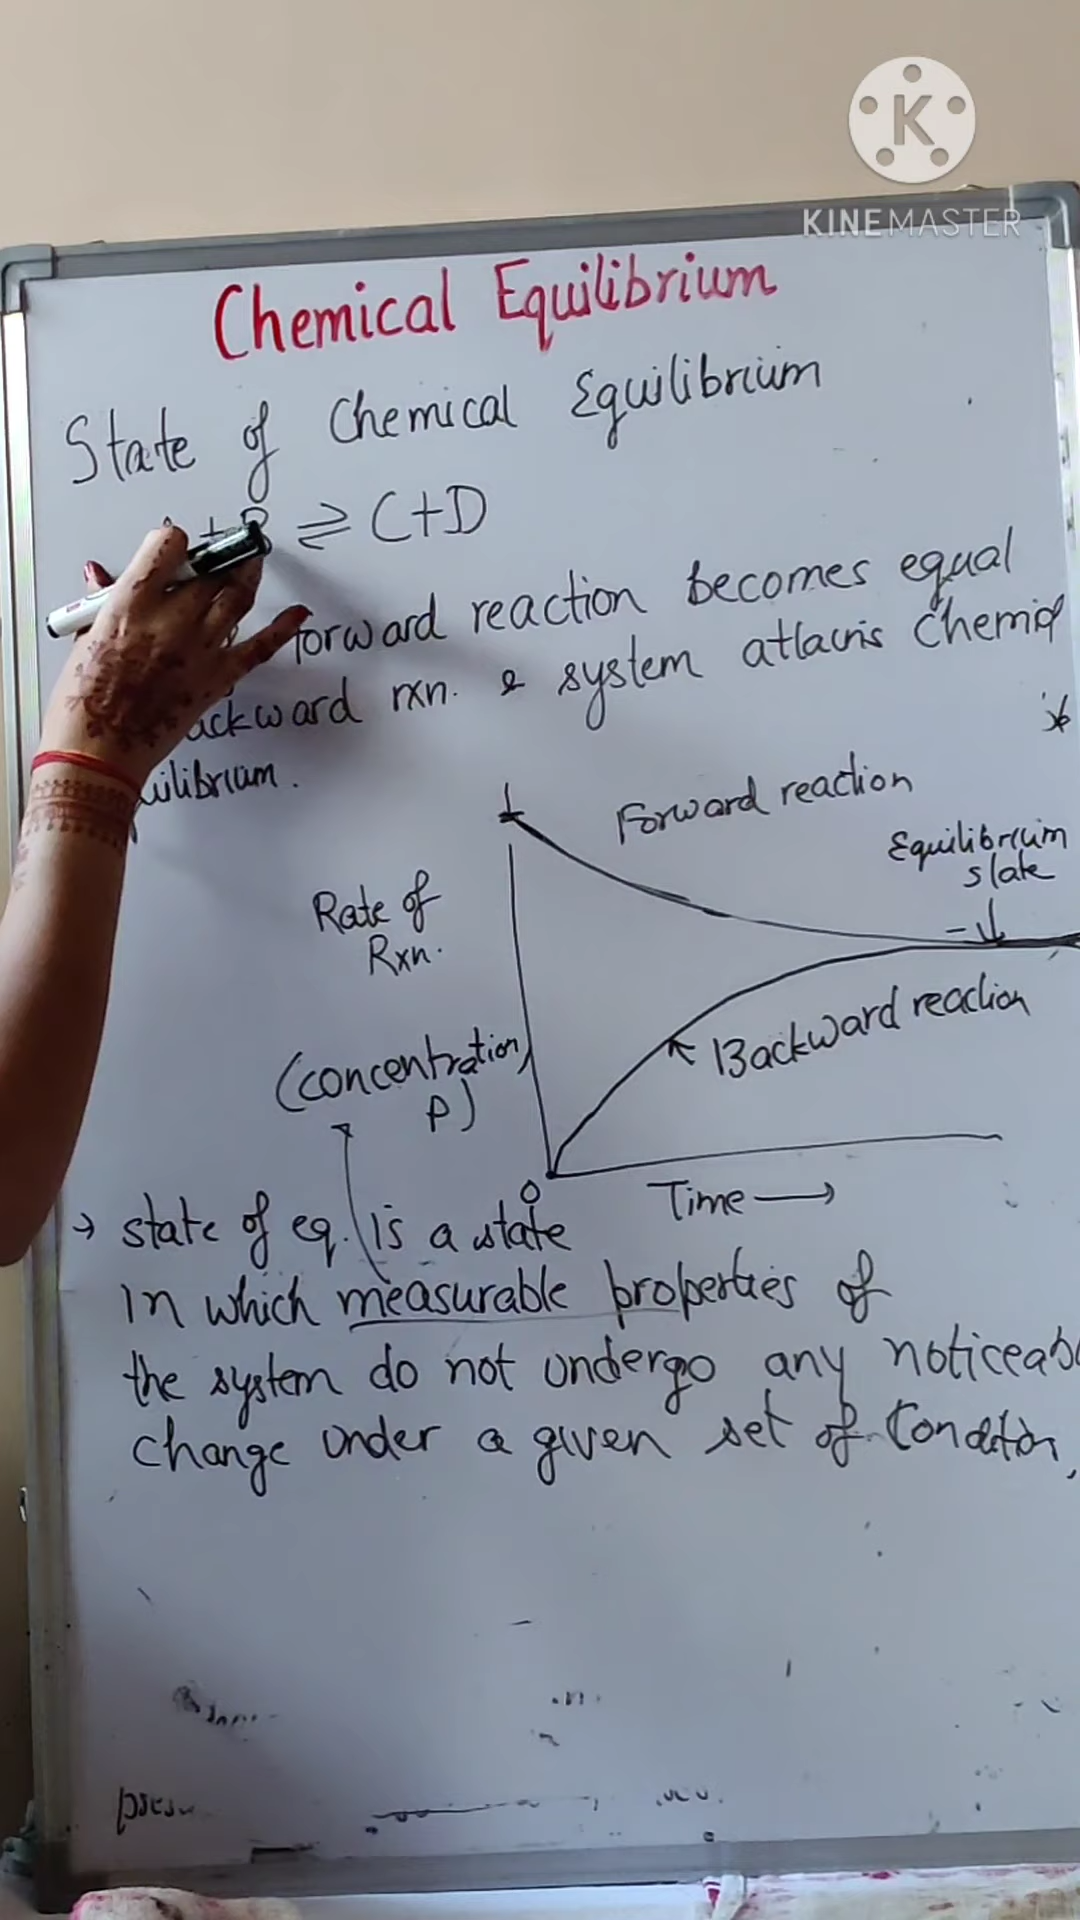 K
KINEMASTER
Chemical Equilibrium
State of Chemical Equilibrium
+ B ⇌ C+D
forward reaction becomes equal
ackward rxn. & system attains Chemi
uilibrium.
Forward reaction
Equilibrium
state
Rate of
Rxn.
Backward reaction
(concentration,
P)
O
Time →
→ state of eq. is a state
in which measurable properties of
the system do not undergo any noticeab
change under a given set of Condition,